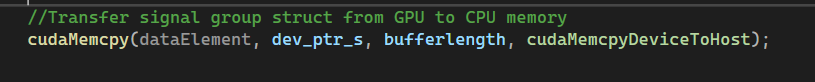 //Transfer signal group struct from GPU to CPU memory
cudaMemcpy(dataElement, dev_ptr_s, bufferlength, cudaMemcpyDeviceToHost);